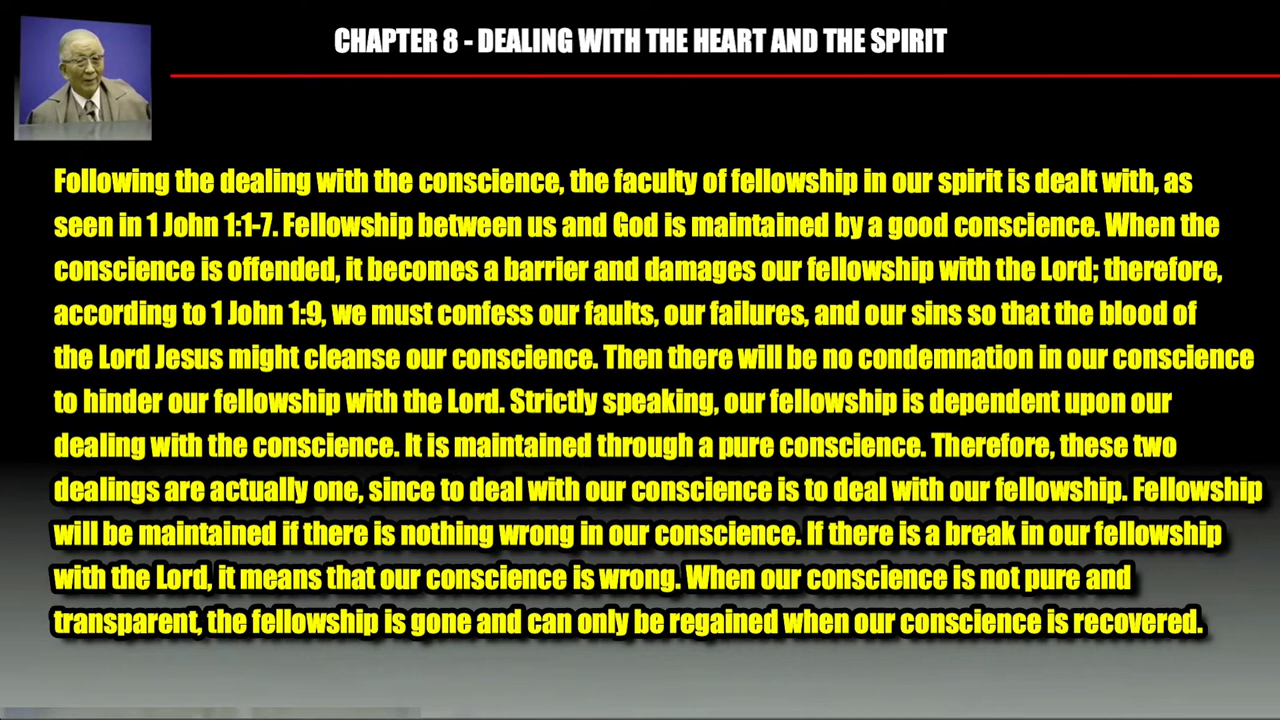 CHAPTER 8 - DEALING WITH THE HEART AND THE SPIRIT
Following the dealing with the conscience, the faculty of fellowship in our spirit is dealt with, as
seen in 1 John 1:1-7. Fellowship between us and God is maintained by a good conscience. When the
conscience is offended, it becomes a barrier and damages our fellowship with the Lord; therefore,
according to 1 John 1:9, we must confess our faults, our failures, and our sins so that the blood of
the Lord Jesus might cleanse our conscience. Then there will be no condemnation in our conscience
to hinder our fellowship with the Lord. Strictly speaking, our fellowship is dependent upon our
dealing with the conscience. It is maintained through a pure conscience. Therefore, these two
dealings are actually one, since to deal with our conscience is to deal with our fellowship. Fellowship
will be maintained if there is nothing wrong in our conscience. If there is a break in our fellowship
with the Lord, it means that our conscience is wrong. When our conscience is not pure and
transparent, the fellowship is gone and can only be regained when our conscience is recovered.